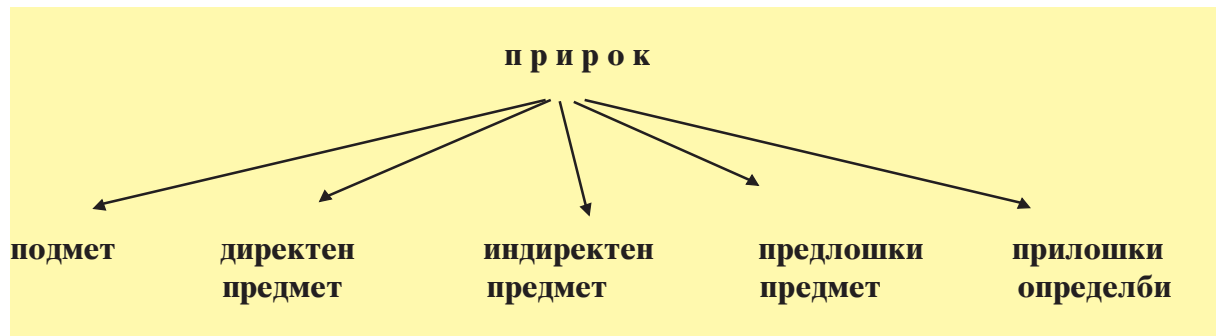 п р и р о к
подмет директен индиректен предлошки прилошки
предмет предмет предмет определби